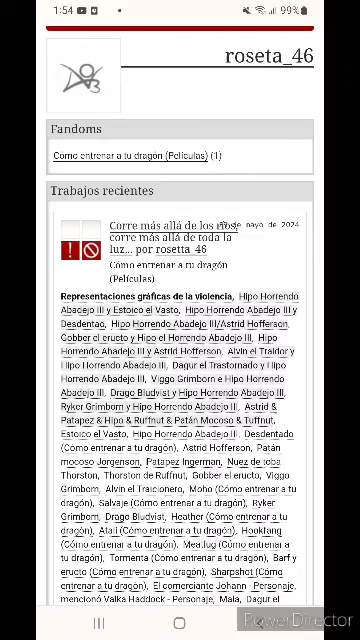 1:54
99%
roseta_46
Fandoms
Cómo entrenar a tu dragón (Películas) (1)
Trabajos recientes
Corre más allá de los ríos, de mayo de 2024
corre más allá de toda la
luz... por rosetta_46
Cómo entrenar a tu dragón
(Películas)
Representaciones gráficas de la violencia, Hipo Horrendo
Abadejo III y Estoico el Vasto, Hipo Horrendo Abadejo III y
Desdentao, Hipo Horrendo Abadejo III/Astrid Hofferson,
Gobber el eructo y Hipo el Horrendo Abadejo III, Hipo
Horrendo Abadejo III y Astrid Hofferson, Alvin el Traidor y
Hipo Horrendo Abadejo III, Dagur el Trastornado y Hipo
Horrendo Abadejo III, Viggo Grimborn e Hipo Horrendo
Abadejo III, Drago Bludvist y Hipo Horrendo Abadejo III,
Ryker Grimborn y Hipo Horrendo Abadejo III, Astrid &
Patapez & Hipo & Ruffnut & Patán Mocoso & Tuffnut,
Estoico el Vasto, Hipo Horrendo Abadejo III, Desdentado
(Cómo entrenar a tu dragón), Astrid Hofferson, Patán
mocoso Jorgenson, Patapez Ingerman, Nuez de toba
Thorston, Thorston de Ruffnut, Gobber el eructo, Viggo
Grimborn, Alvin el Traicionero, Moho (Cómo entrenar a tu
dragón), Salvaje (Cómo entrenar a tu dragón), Ryker
Grimborn, Drago Bludvist, Heather (Cómo entrenar a tu
dragón), Atali (Cómo entrenar a tu dragón), Hookfang
(Cómo entrenar a tu dragón), Meatlug (Cómo entrenar a tu
dragón), Tormenta (Cómo entrenar a tu dragón), Barf y
eructo (Cómo entrenar a tu dragón), Sharpshot (Cómo
entrenar a tu dragón), El comerciante Johann - Personaje,
mencionó Valka Haddock - Personaje, Mala, Dagur el
PowerDirector